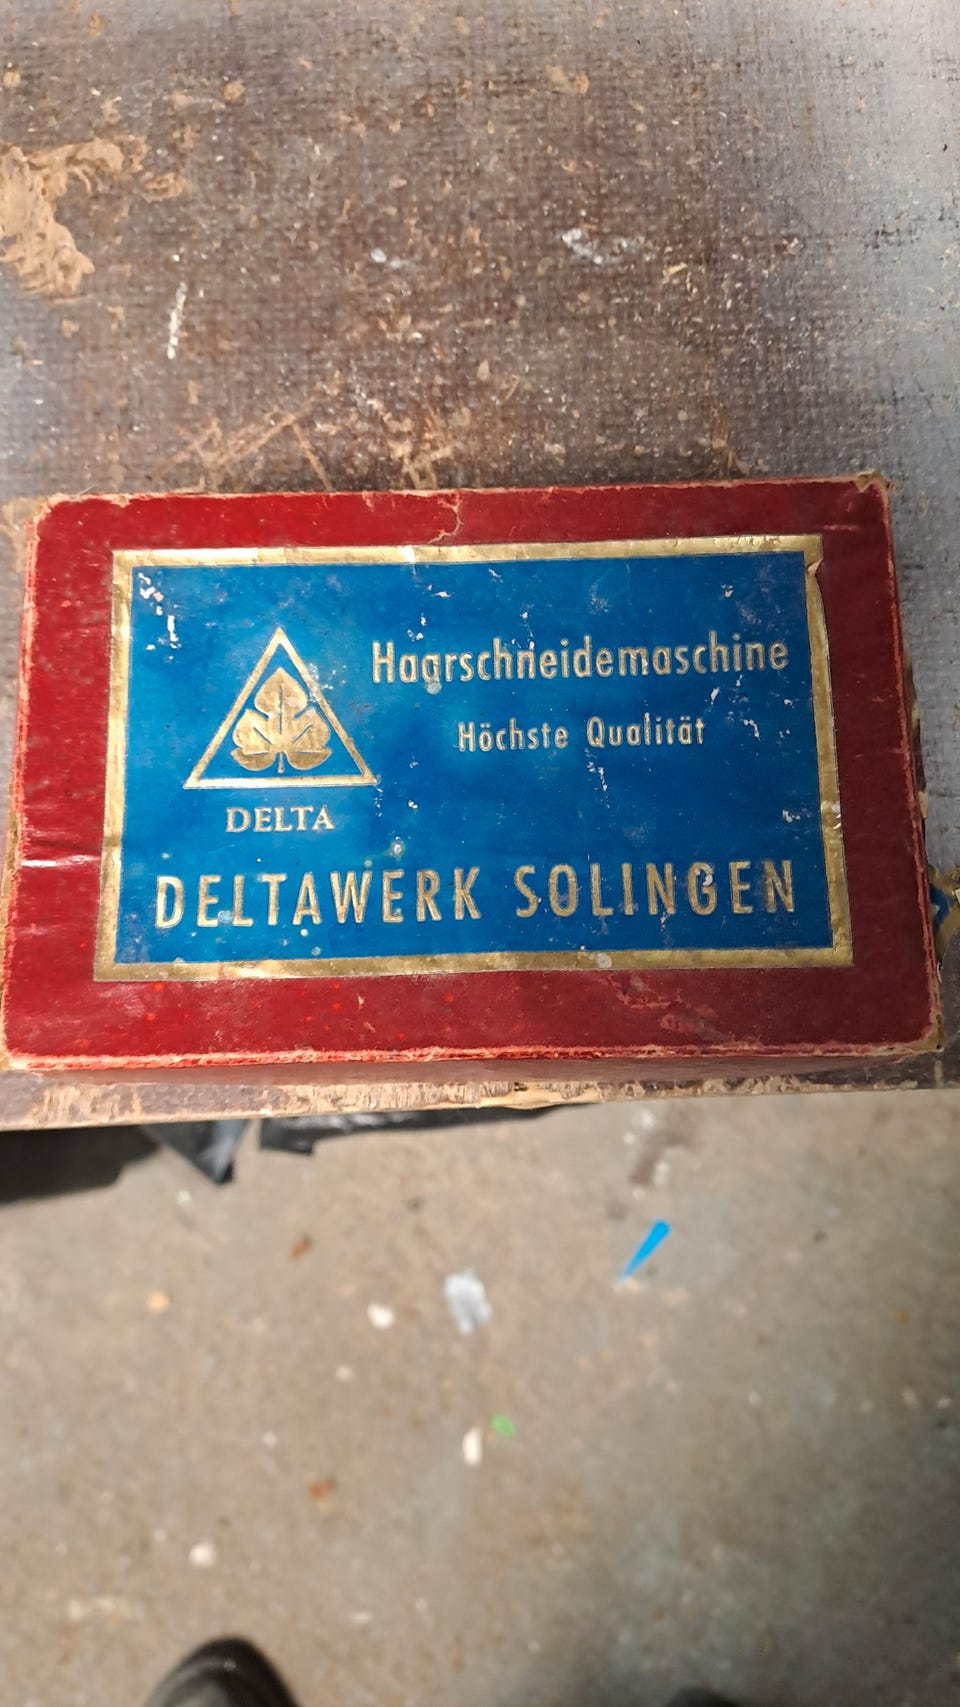 Haarschneidemaschine
Höchste Qualität
DELTA
DELTAWERK SOLINGEN